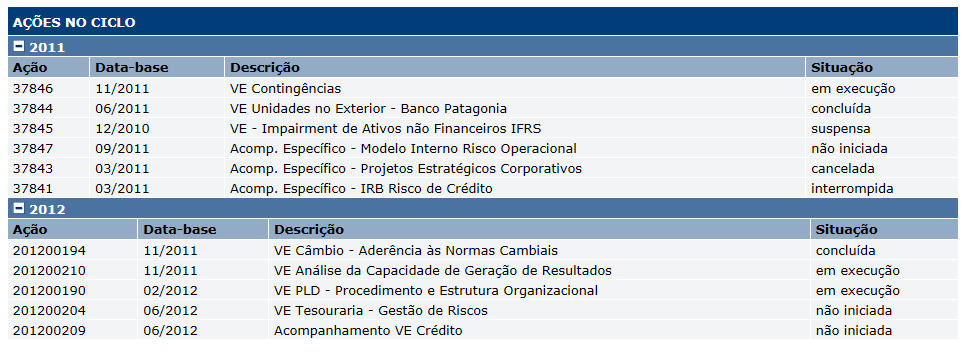 AÇÕES NO CICLO
2011
Ação Data-base Descrição Situação
37846 11/2011 VE Contingências em execução
37844 06/2011 VE Unidades no Exterior - Banco Patagonia concluída
37845 12/2010 VE - Impairment de Ativos não Financeiros IFRS suspensa
37847 09/2011 Acomp. Específico - Modelo Interno Risco Operacional não iniciada
37843 03/2011 Acomp. Específico - Projetos Estratégicos Corporativos cancelada
37841 03/2011 Acomp. Específico - IRB Risco de Crédito interrompida
2012
Ação Data-base Descrição Situação
201200194 11/2011 VE Câmbio - Aderência às Normas Cambiais concluída
201200210 11/2011 VE Análise da Capacidade de Geração de Resultados em execução
201200190 02/2012 VE PLD - Procedimento e Estrutura Organizacional em execução
201200204 06/2012 VE Tesouraria - Gestão de Riscos não iniciada
201200209 06/2012 Acompanhamento VE Crédito não iniciada